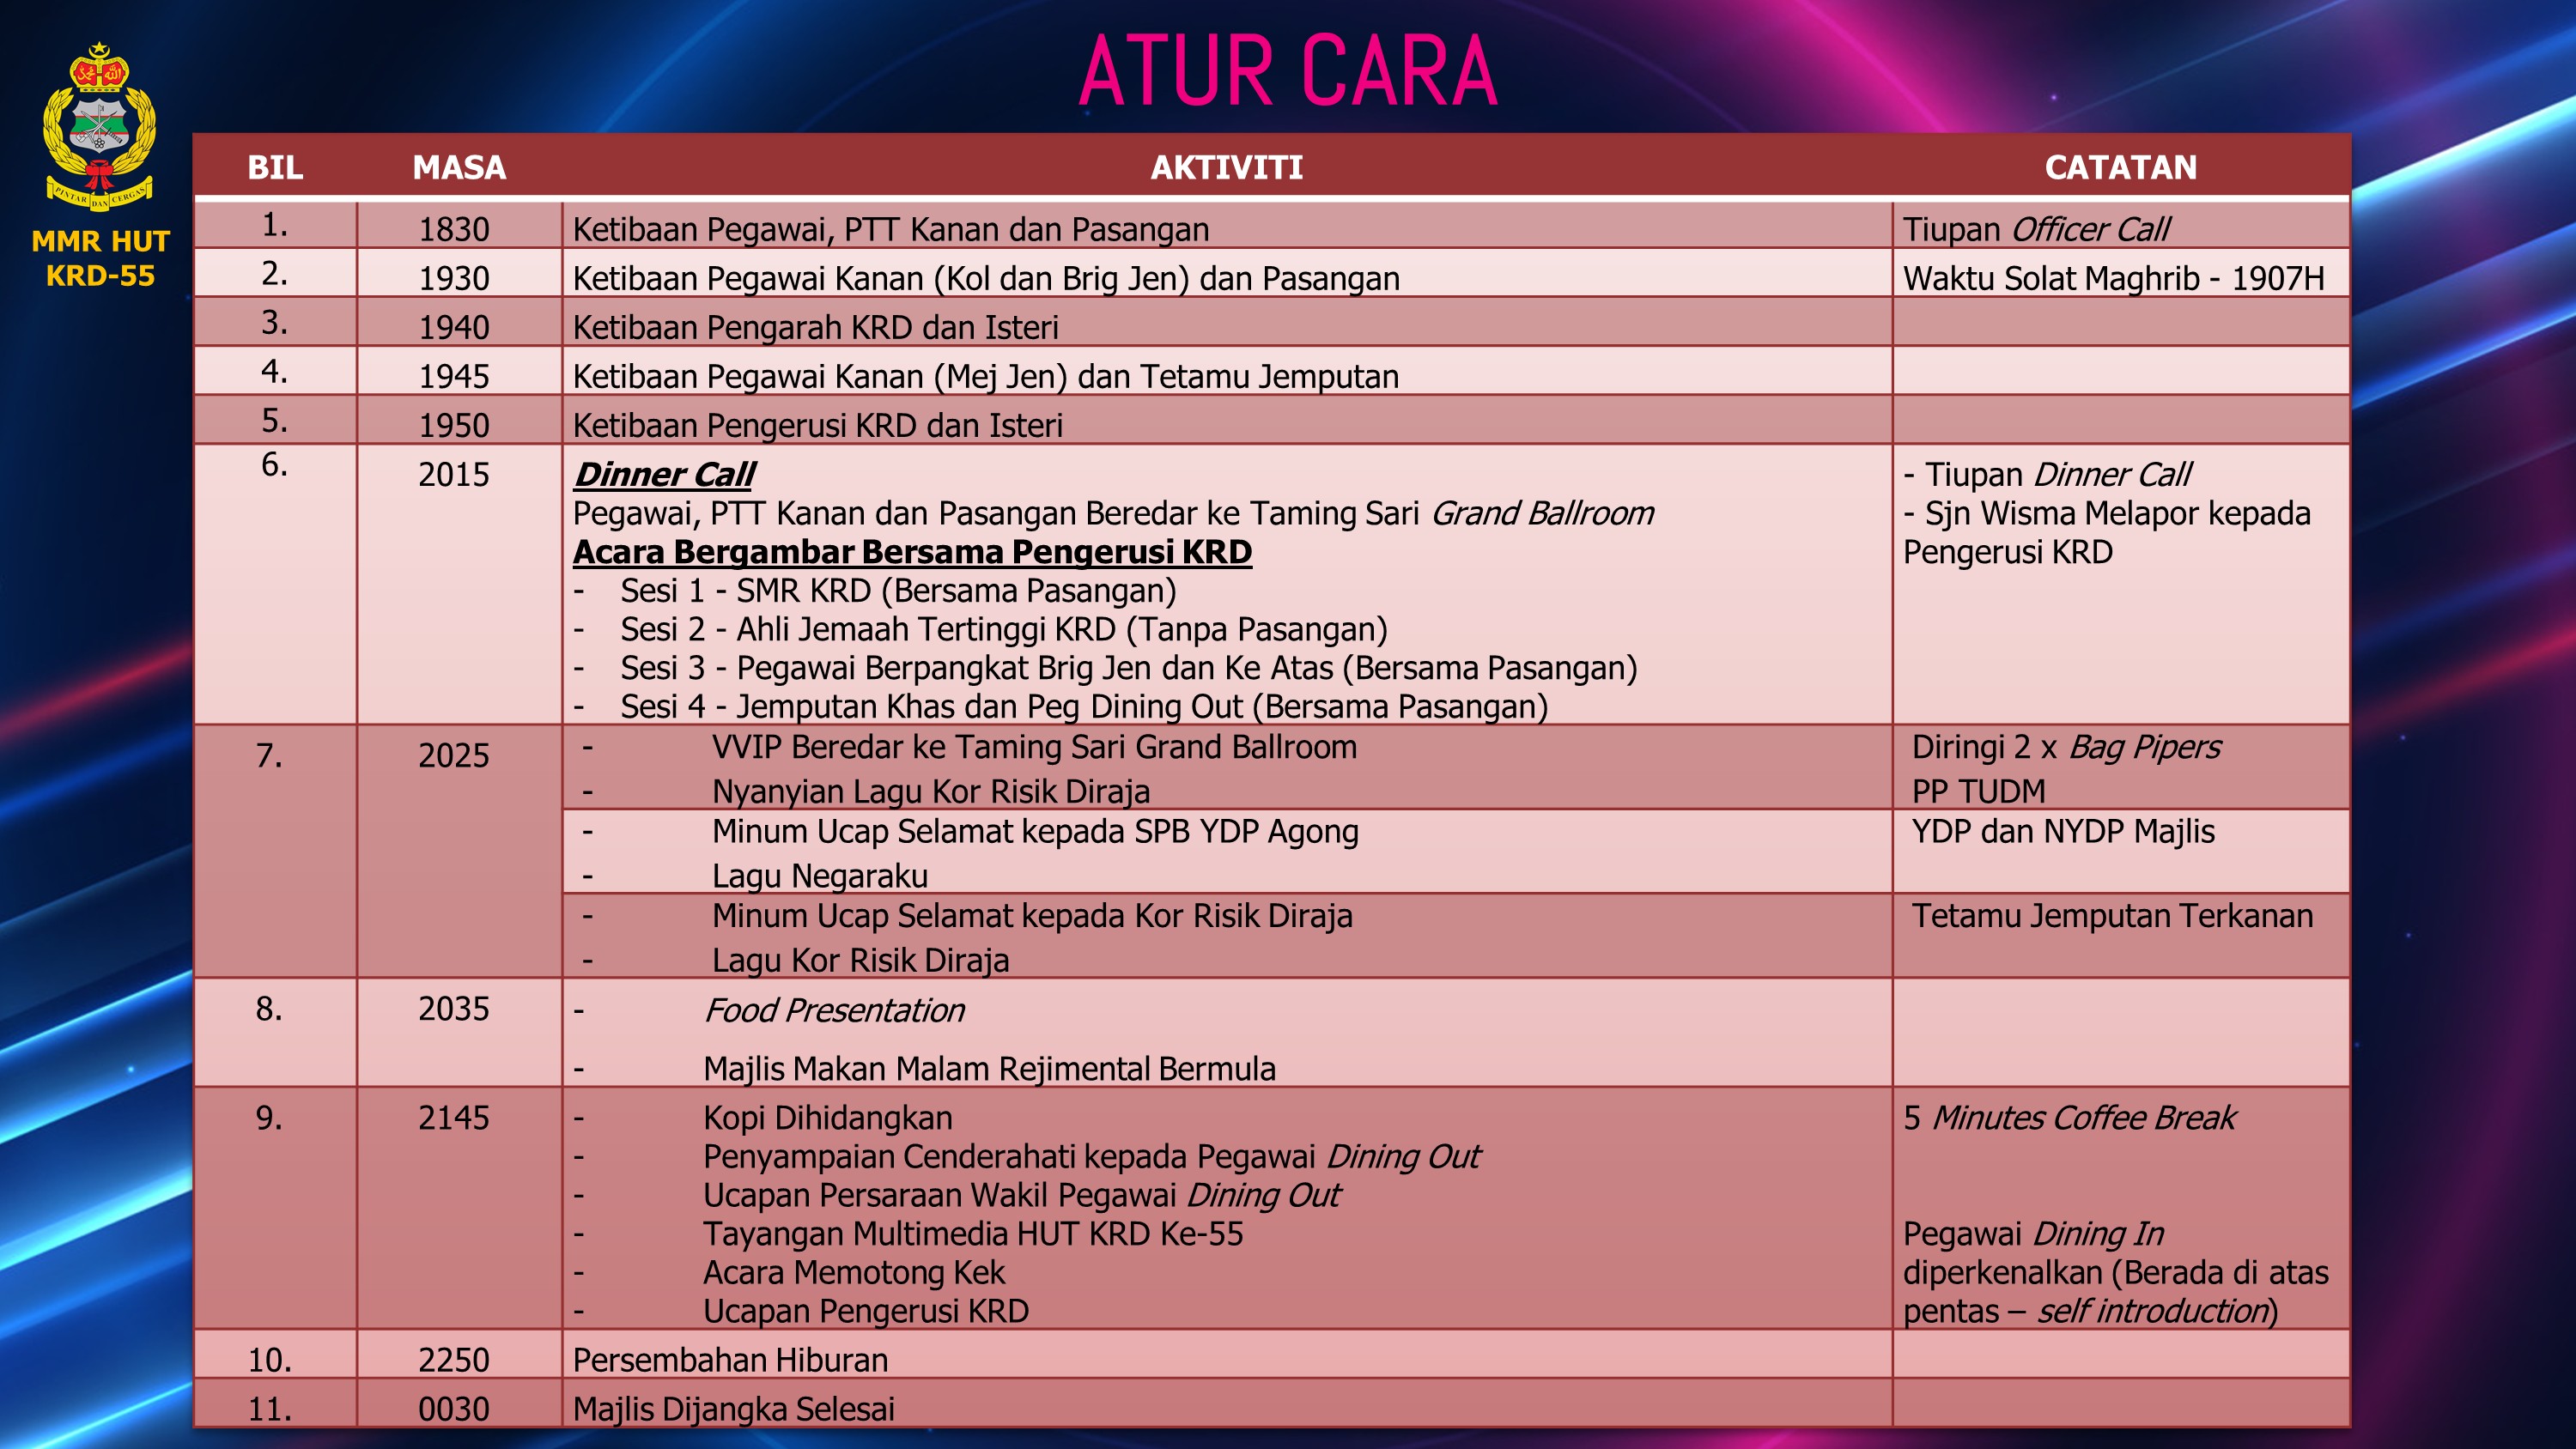 ATUR CARA
PINTAR DAN CERGAS
MMR HUT
KRD-55
BIL MASA AKTIVITI CATATAN
1. 1830 Ketibaan Pegawai, PTT Kanan dan Pasangan Tiupan Officer Call
2. 1930 Ketibaan Pegawai Kanan (Kol dan Brig Jen) dan Pasangan Waktu Solat Maghrib - 1907H
3. 1940 Ketibaan Pengarah KRD dan Isteri
4. 1945 Ketibaan Pegawai Kanan (Mej Jen) dan Tetamu Jemputan
5. 1950 Ketibaan Pengerusi KRD dan Isteri
6. 2015 Dinner Call - Tiupan Dinner Call
Pegawai, PTT Kanan dan Pasangan Beredar ke Taming Sari Grand Ballroom - Sjn Wisma Melapor kepada
Acara Bergambar Bersama Pengerusi KRD Pengerusi KRD
- Sesi 1 - SMR KRD (Bersama Pasangan)
- Sesi 2 - Ahli Jemaah Tertinggi KRD (Tanpa Pasangan)
- Sesi 3 - Pegawai Berpangkat Brig Jen dan Ke Atas (Bersama Pasangan)
- Sesi 4 - Jemputan Khas dan Peg Dining Out (Bersama Pasangan)
7. 2025 - VVIP Beredar ke Taming Sari Grand Ballroom Diringi 2 x Bag Pipers
- Nyanyian Lagu Kor Risik Diraja PP TUDM
- Minum Ucap Selamat kepada SPB YDP Agong YDP dan NYDP Majlis
- Lagu Negaraku
- Minum Ucap Selamat kepada Kor Risik Diraja Tetamu Jemputan Terkanan
- Lagu Kor Risik Diraja
8. 2035 - Food Presentation
- Majlis Makan Malam Rejimental Bermula
9. 2145 - Kopi Dihidangkan 5 Minutes Coffee Break
- Penyampaian Cenderahati kepada Pegawai Dining Out
- Ucapan Persaraan Wakil Pegawai Dining Out
- Tayangan Multimedia HUT KRD Ke-55 Pegawai Dining In
- Acara Memotong Kek diperkenalkan (Berada di atas
- Ucapan Pengerusi KRD pentas – self introduction)
10. 2250 Persembahan Hiburan
11. 0030 Majlis Dijangka Selesai